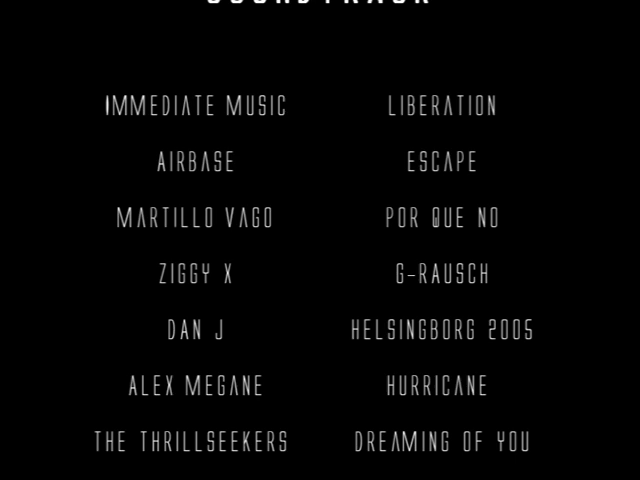 SOUNDTRACK
IMMEDIATE MUSIC LIBERATION
AIRBASE ESCAPE
MARTILLO VAGO POR QUE NO
ZIGGY X G-RAUSCH
DAN J HELSINGBORG 2005
ALEX MEGANE HURRICANE
THE THRILLSEEKERS DREAMING OF YOU